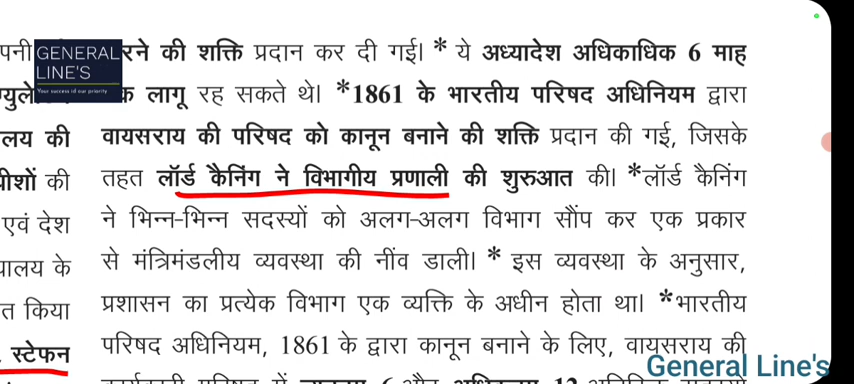 पनी
GENERAL
LINE'S
Your success is our priority
रने की शक्ति प्रदान कर दी गई। * ये अध्यादेश अधिकाधिक 6 माह
लागू रह सकते थे। *1861 के भारतीय परिषद अधिनियम द्वारा
लय की
वायसराय की परिषद को कानून बनाने की शक्ति प्रदान की गई, जिसके
की
तहत लॉर्ड कैनिंग ने विभागीय प्रणाली की शुरुआत की। *लॉर्ड कैनिंग
एवं देश
ने भिन्न-भिन्न सदस्यों को अलग-अलग विभाग सौंप कर एक प्रकार
के
से मंत्रिमंडलीय व्यवस्था की नींव डाली। * इस व्यवस्था के अनुसार,
त किया
प्रशासन का प्रत्येक विभाग एक व्यक्ति के अधीन होता था। *भारतीय
स्टेफन
परिषद अधिनियम, 1861 के द्वारा कानून बनाने के लिए, वायसराय की
General Line's